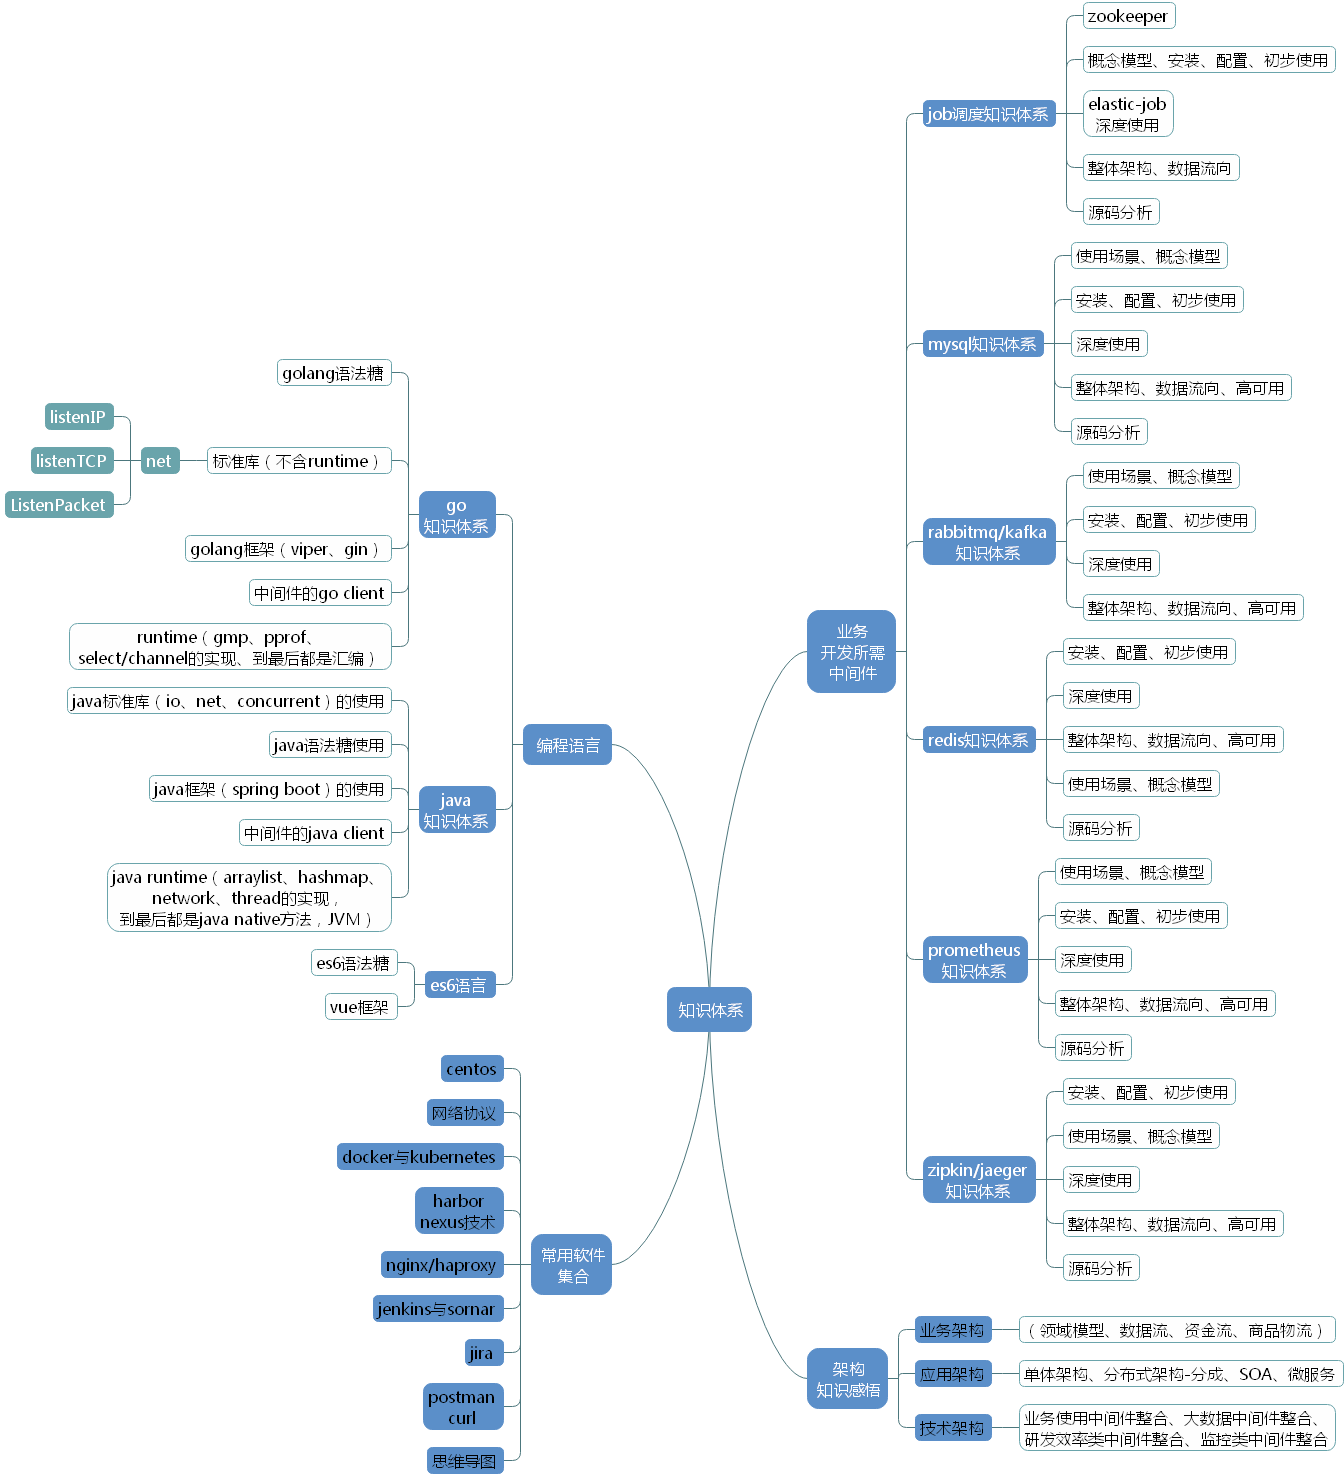 知识体系
编程语言
go
知识体系
golang语法糖
标准库（不含runtime）
net
listenIP
listenTCP
ListenPacket
golang框架（viper、gin）
中间件的go client
runtime（gmp、pprof、
select/channel的实现、到最后都是汇编）
java
知识体系
java标准库（io、net、concurrent）的使用
java语法糖使用
java框架（spring boot）的使用
中间件的java client
java runtime（arraylist、hashmap、
network、thread的实现，
到最后都是java native方法，JVM）
es6语言
es6语法糖
vue框架
常用软件
集合
centos
网络协议
docker与kubernetes
harbor
nexus技术
nginx/haproxy
jenkins与sornar
jira
postman
curl
思维导图
业务
开发所需
中间件
job调度知识体系
zookeeper
概念模型、安装、配置、初步使用
elastic-job
深度使用
整体架构、数据流向
源码分析
mysql知识体系
使用场景、概念模型
安装、配置、初步使用
深度使用
整体架构、数据流向、高可用
源码分析
rabbitmq/kafka
知识体系
使用场景、概念模型
安装、配置、初步使用
深度使用
整体架构、数据流向、高可用
redis知识体系
安装、配置、初步使用
深度使用
整体架构、数据流向、高可用
使用场景、概念模型
源码分析
prometheus
知识体系
使用场景、概念模型
安装、配置、初步使用
深度使用
整体架构、数据流向、高可用
源码分析
zipkin/jaeger
知识体系
安装、配置、初步使用
使用场景、概念模型
深度使用
整体架构、数据流向、高可用
源码分析
架构
知识感悟
业务架构
（领域模型、数据流、资金流、商品物流）
应用架构
单体架构、分布式架构-分成、SOA、微服务
技术架构
业务使用中间件整合、大数据中间件整合、
研发效率类中间件整合、监控类中间件整合